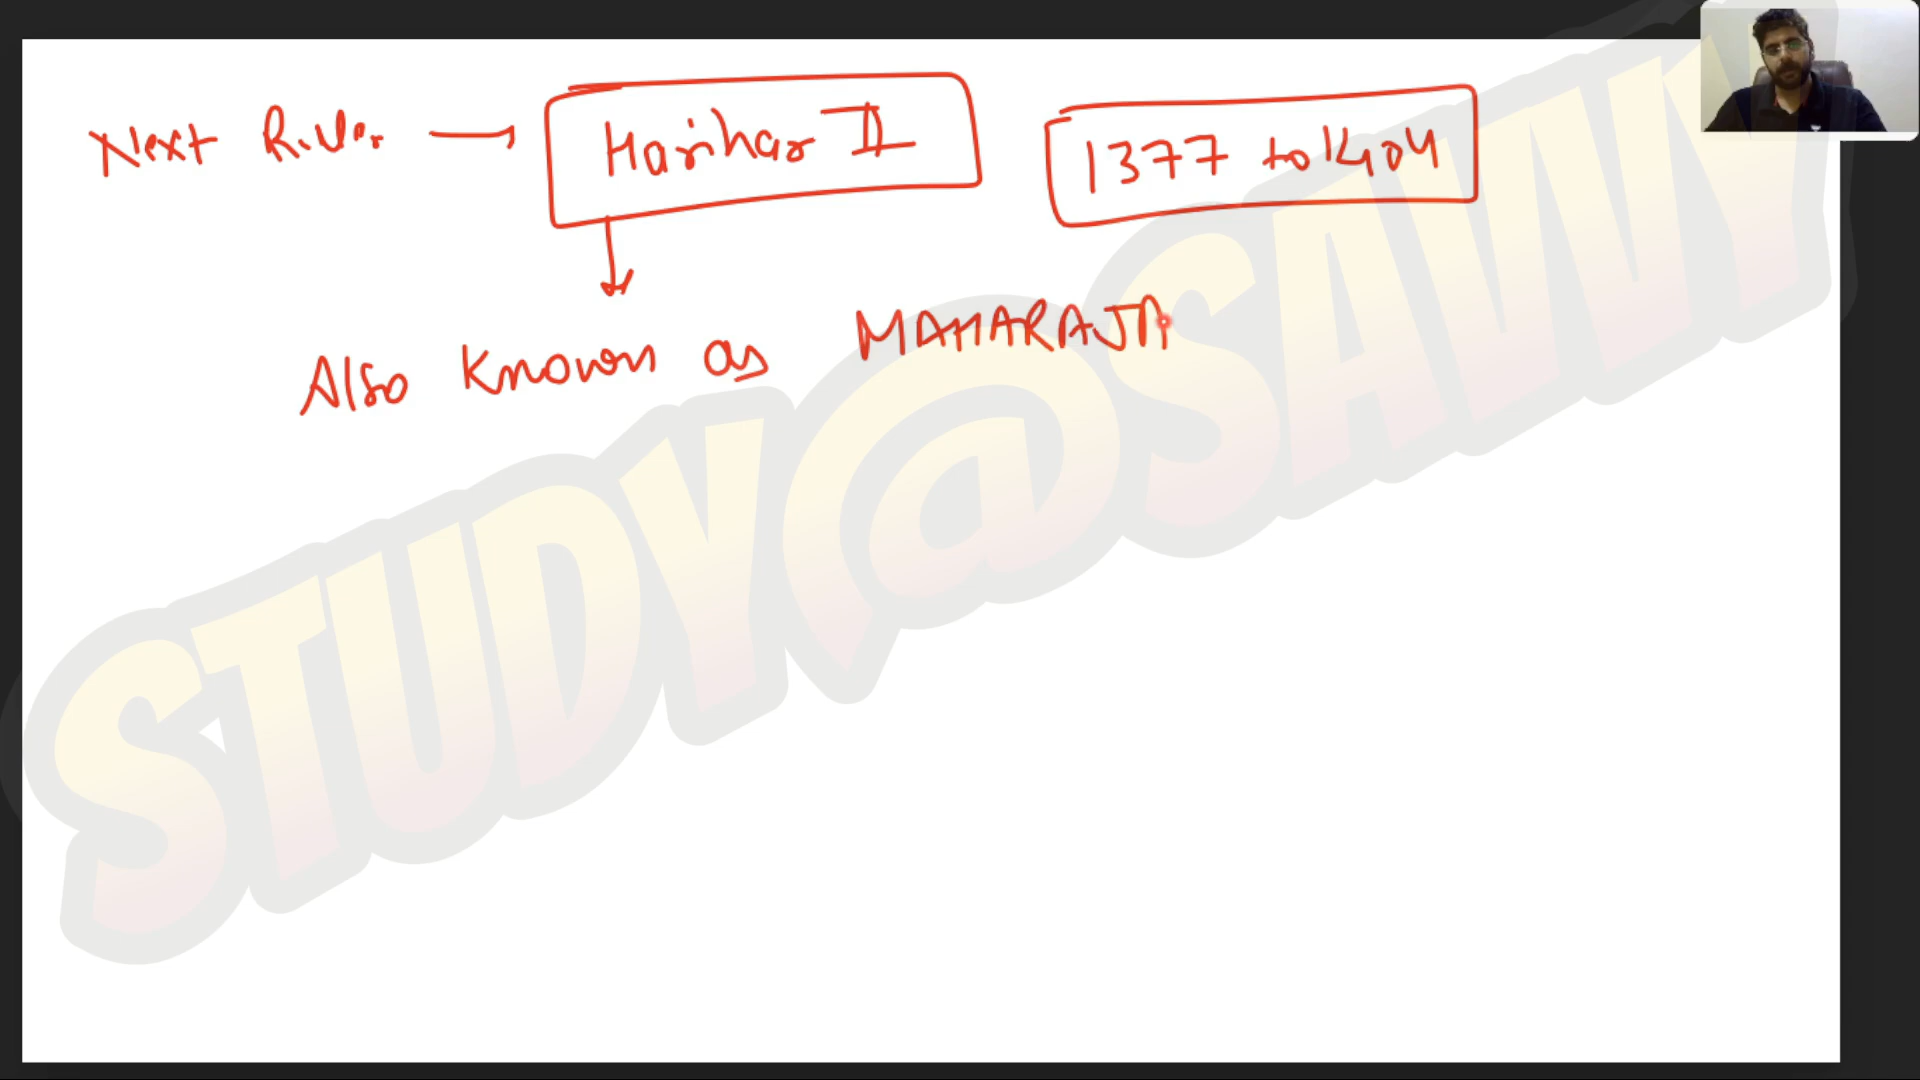 Next Ruler → Harihar II 1377 to 1404
Also Known as MAHARAJA
STUDY@SAVVY